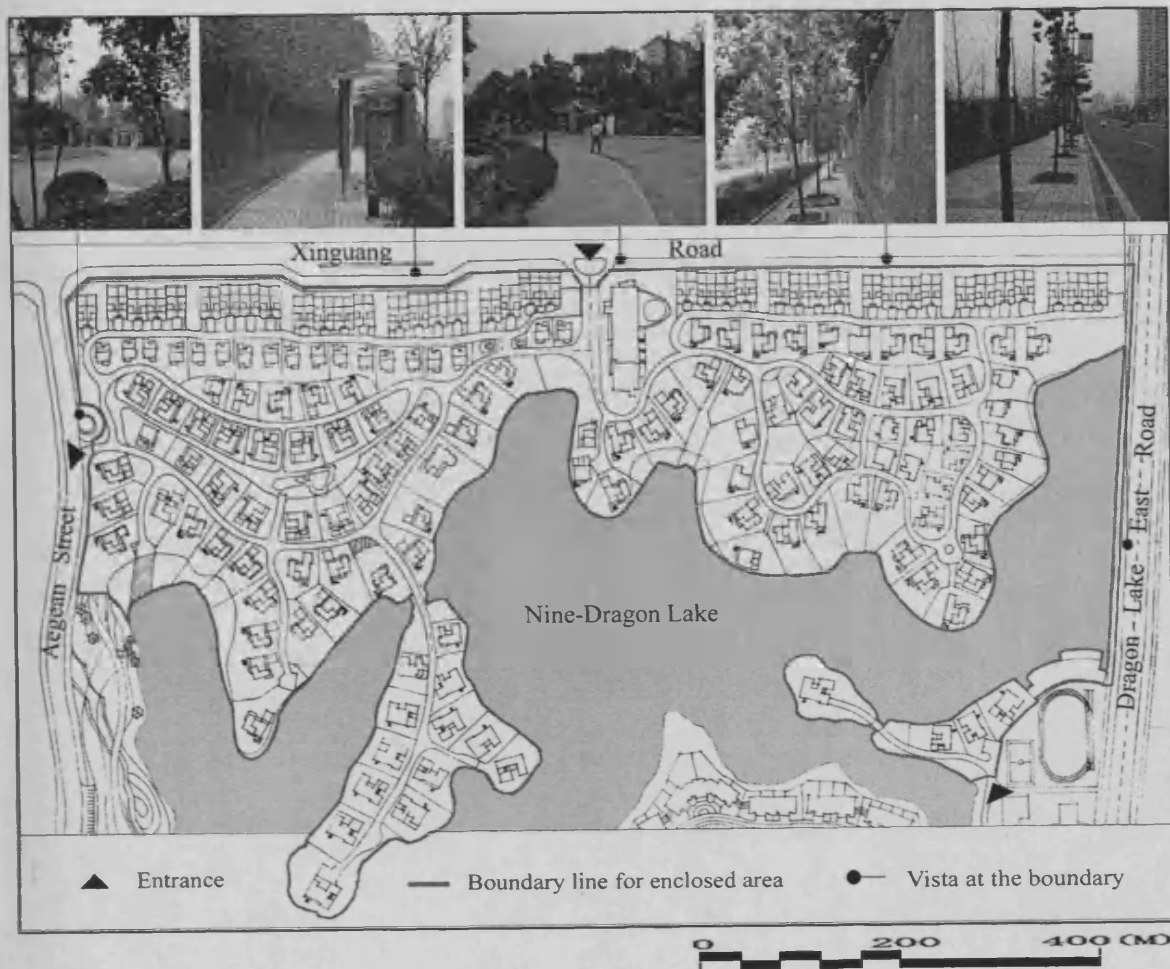 Xinguang Road
Aegean Street
Nine-Dragon Lake
Dragon - Lake - East - Road
Entrance
Boundary line for enclosed area
Vista at the boundary
0 200 400 (M)